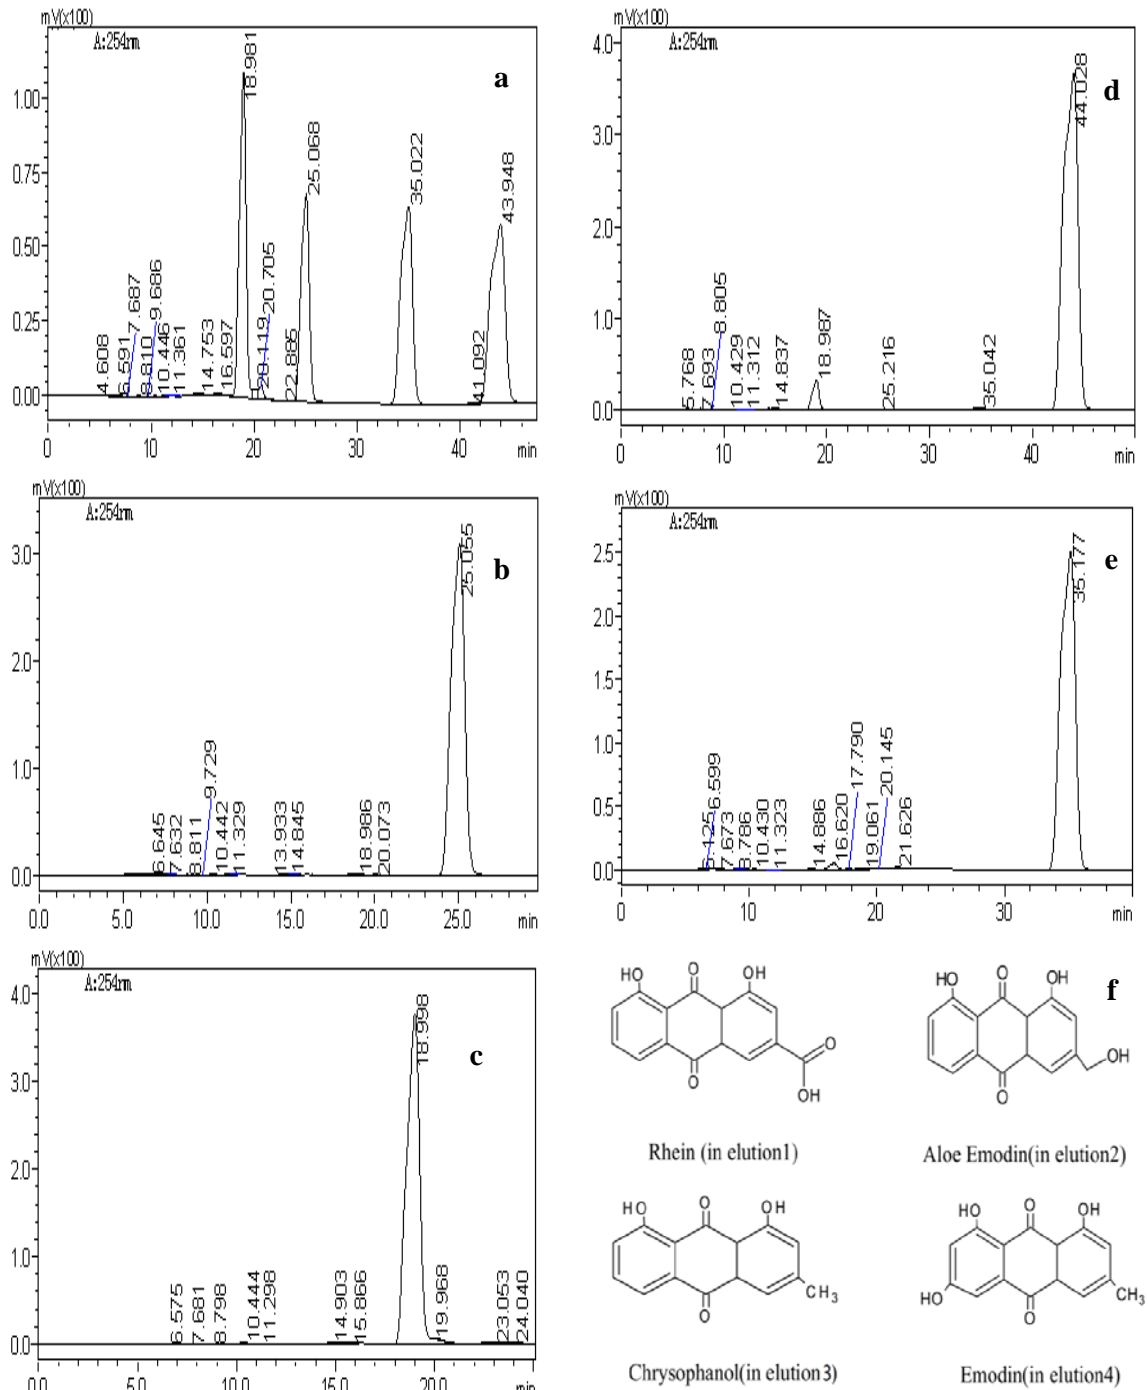 mV(x100)
A:254nm
a
1.00
0.75
0.50
0.25
0.00
4.608
6.591
7.687
8.810
9.686
10.446
11.361
14.753
16.597
18.981
20.119
20.705
22.885
25.068
35.022
41.092
43.948
0 10 20 30 40 min
mV(x100)
A:254nm
d
4.0
3.0
2.0
1.0
0.0
5.768
7.693
8.805
10.429
11.312
14.837
18.987
25.216
35.042
44.028
0 10 20 30 40 min
mV(x100)
A:254nm
b
3.0
2.0
1.0
0.0
6.645
7.632
8.811
9.729
10.442
11.329
13.933
14.845
18.986
20.073
25.055
0.0 5.0 10.0 15.0 20.0 25.0 min
mV(x100)
A:254nm
e
2.5
2.0
1.5
1.0
0.5
0.0
6.125
6.599
7.673
8.786
10.430
11.323
14.886
16.620
17.790
19.061
20.145
21.626
35.177
0 10 20 30 min
mV(x100)
A:254nm
c
4.0
3.0
2.0
1.0
0.0
6.575
7.681
8.798
10.444
11.298
14.903
15.866
18.998
19.968
23.053
24.040
0.0 5.0 10.0 15.0 20.0 min
f
HO O OH
O O
OH
Rhein (in elution1)
HO O OH
OH
O
Aloe Emodin(in elution2)
HO O OH
CH3
O
Chrysophanol(in elution3)
HO O OH
HO CH3
O
Emodin(in elution4)